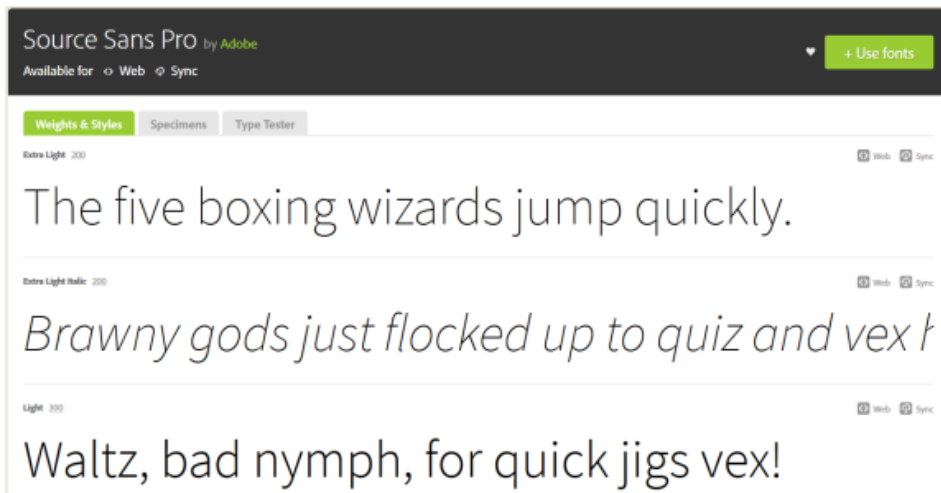 Source Sans Pro by Adobe
+ Use fonts
Available for Web Sync
Weights & Styles Specimens Type Tester
Extra Light 200 Web Sync
The five boxing wizards jump quickly.
Extra Light Italic 200 Web Sync
Brawny gods just flocked up to quiz and vex
Light 300 Web Sync
Waltz, bad nymph, for quick jigs vex!